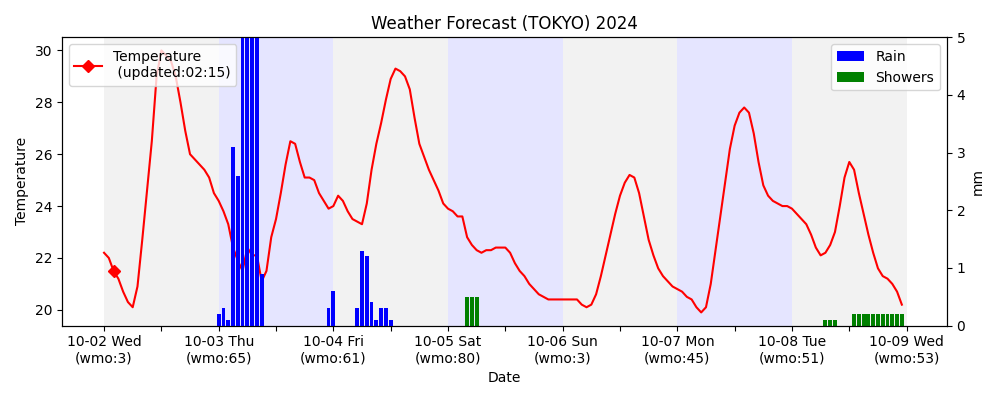 Weather Forecast (TOKYO) 2024
Temperature
(updated:02:15)
Rain
Showers
Temperature
30
28
26
24
22
20
5
4
3
2
1
0
mm
10-02 Wed
(wmo:3)
10-03 Thu
(wmo:65)
10-04 Fri
(wmo:61)
10-05 Sat
(wmo:80)
10-06 Sun
(wmo:3)
10-07 Mon
(wmo:45)
10-08 Tue
(wmo:51)
10-09 Wed
(wmo:53)
Date